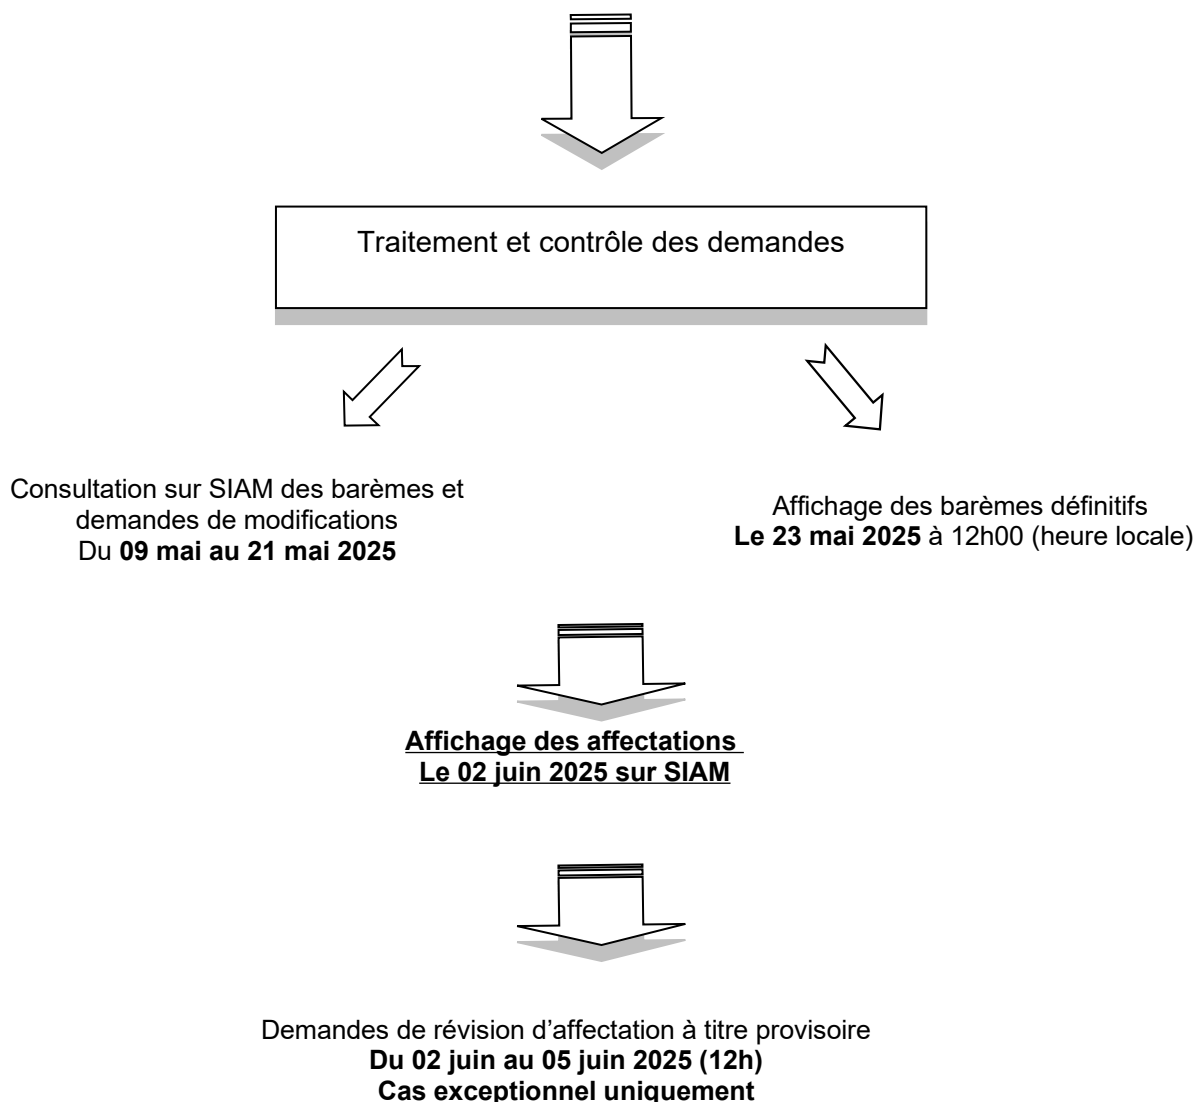 Traitement et contrôle des demandes
Consultation sur SIAM des barèmes et
demandes de modifications
Du 09 mai au 21 mai 2025
Affichage des barèmes définitifs
Le 23 mai 2025 à 12h00 (heure locale)
Affichage des affectations
Le 02 juin 2025 sur SIAM
Demandes de révision d’affectation à titre provisoire
Du 02 juin au 05 juin 2025 (12h)
Cas exceptionnel uniquement